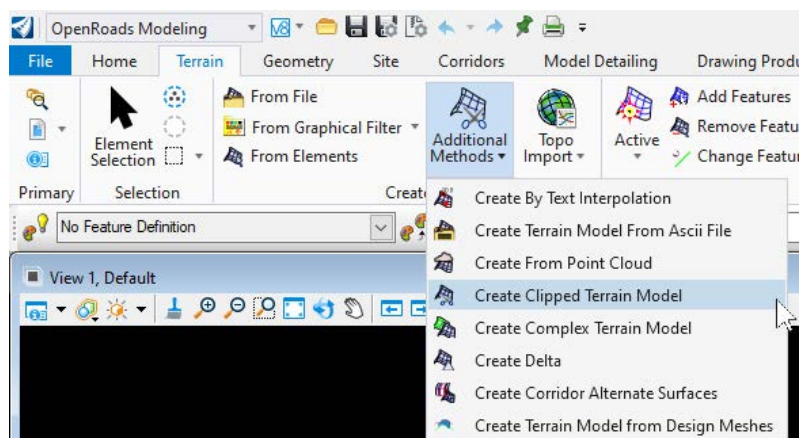 OpenRoads Modeling
File Home Terrain Geometry Site Corridors Model Detailing Drawing Produ
From File
From Graphical Filter
From Elements
Element Selection
Additional Methods
Topo Import
Active
Add Features
Remove Featu
Change Featur
Primary Selection Creat
No Feature Definition
Create By Text Interpolation
Create Terrain Model From Ascii File
Create From Point Cloud
Create Clipped Terrain Model
Create Complex Terrain Model
Create Delta
Create Corridor Alternate Surfaces
Create Terrain Model from Design Meshes
View 1, Default